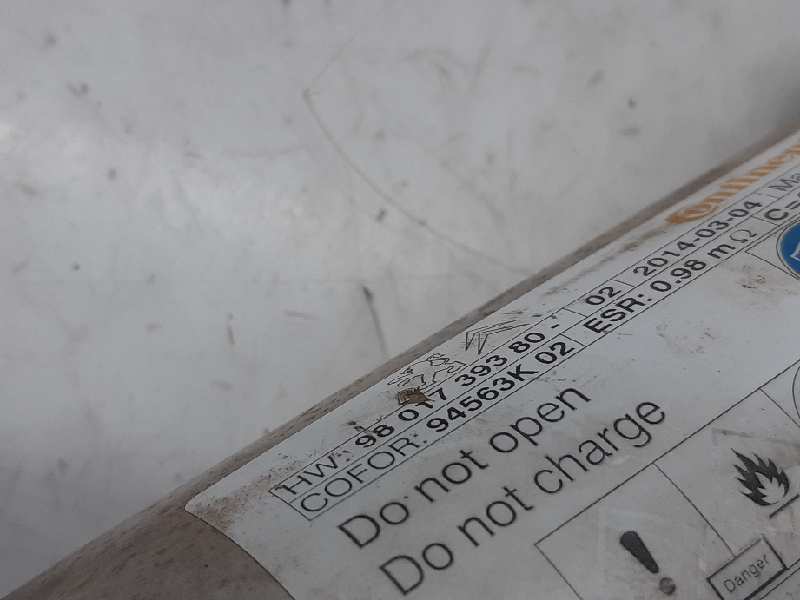 2014-03-04
HW: 98 017 393 80 - 02
COFOR: 94563K 02 ESR: 0.98 mΩ C=
Do not open
Do not charge
Danger